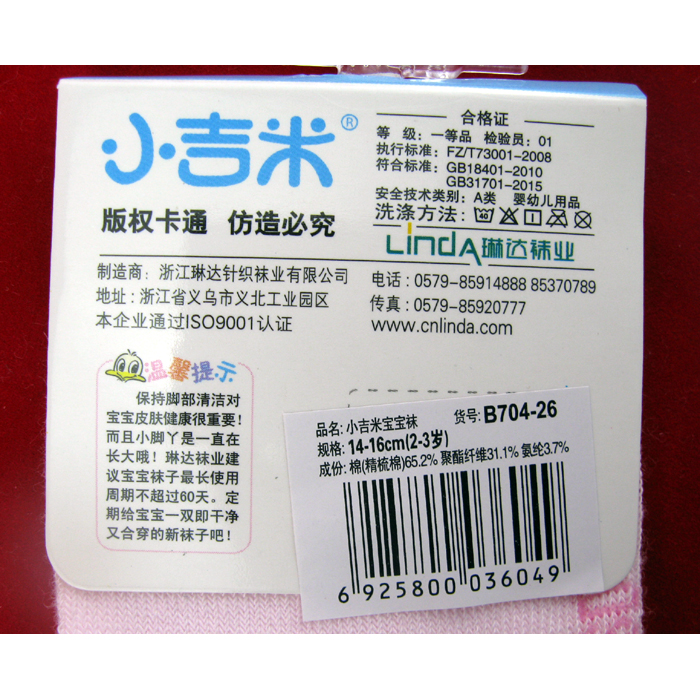 小·吉米®
版权卡通 仿造必究
合格证
等 级：一等品 检验员：01
执行标准：FZ/T73001-2008
符合标准：GB18401-2010
GB31701-2015
安全技术类别：A类 婴幼儿用品
洗涤方法：
LindA琳达袜业
制造商：浙江琳达针织袜业有限公司
地址：浙江省义乌市义北工业园区
本企业通过ISO9001认证
电话：0579-85914888 85370789
传真：0579-85920777
www.cnlinda.com
温馨提示
保持脚部清洁对
宝宝皮肤健康很重要！
而且小脚丫是一直在
长大哦！琳达袜业建
议宝宝袜子最长使用
周期不超过60天。定
期给宝宝一双即干净
又合穿的新袜子吧！
品名：小吉米宝宝袜 货号：B704-26
规格：14-16cm(2-3岁)
成份：棉(精梳棉)65.2% 聚酯纤维31.1% 氨纶3.7%
6 925800 036049